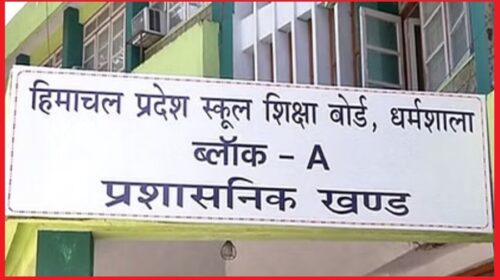 हिमाचल प्रदेश स्कूल शिक्षा बोर्ड, धर्मशाला
ब्लॉक - A
प्रशासनिक खण्ड